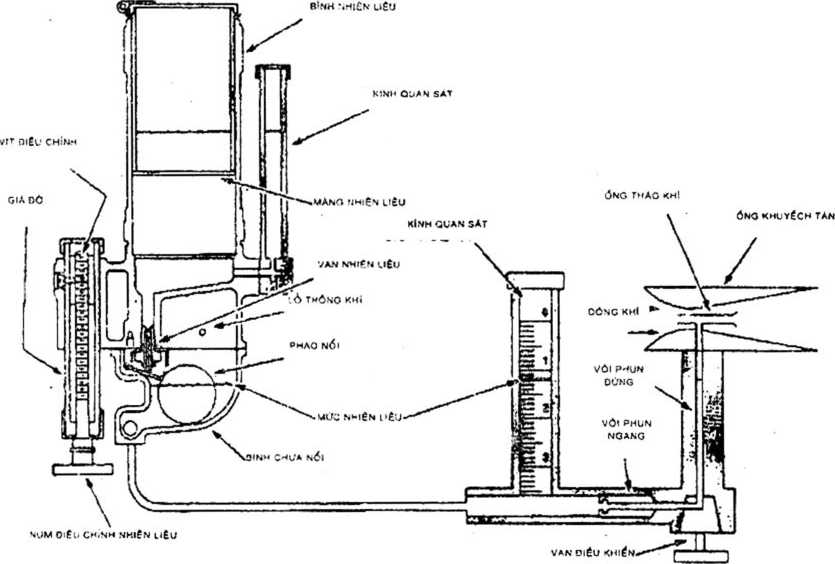 BÌNH NHIÊN LIỆU
KÍNH QUAN SÁT
VÍT ĐIỀU CHỈNH
GIÁ ĐỠ
MÀNG NHIÊN LIỆU
ỐNG THÁO KHÍ
ỐNG KHUYẾCH TÁN
KÍNH QUAN SÁT
VAN NHIÊN LIỆU
LỖ THÔNG KHÍ
DÒNG KHÍ
0
PHAO NỔI
1
VÒI PHUN
ĐỨNG
MỨC NHIÊN LIỆU
2
VÒI PHUN
NGANG
BÌNH CHỨA NỔI
3
NÚM ĐIỀU CHỈNH NHIÊN LIỆU
VAN ĐIỀU KHIỂN